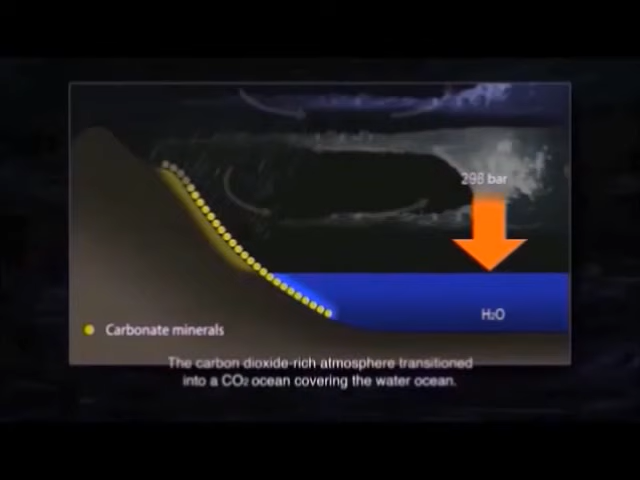 298 bar
H₂O
Carbonate minerals
The carbon dioxide-rich atmosphere transitioned
into a CO₂ ocean covering the water ocean.